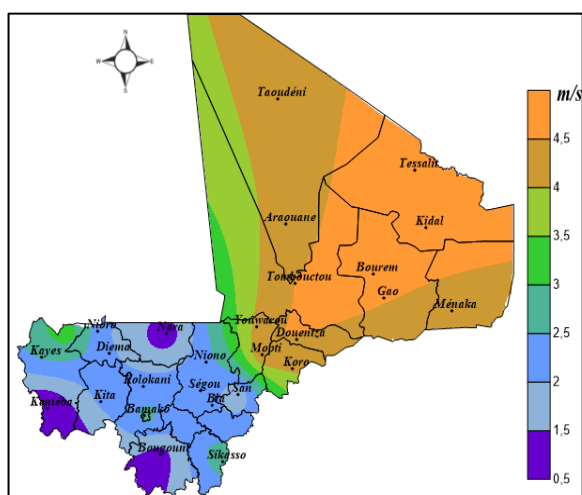 N
W E
S
m/s
Taoudéni
4,5
Tessalit
4
Araouane
Kidal
3,5
Tombouctou
Bourem
Gao
3
Ménaka
Youwarou
Nioro
Nara
Douentza
2,5
Kayes
Diema
Niono
Mopti
Koro
2
Kolokani
Ségou
San
Kenieba
Kita
Bla
Bamako
1,5
Bougouni
Sikasso
0,5